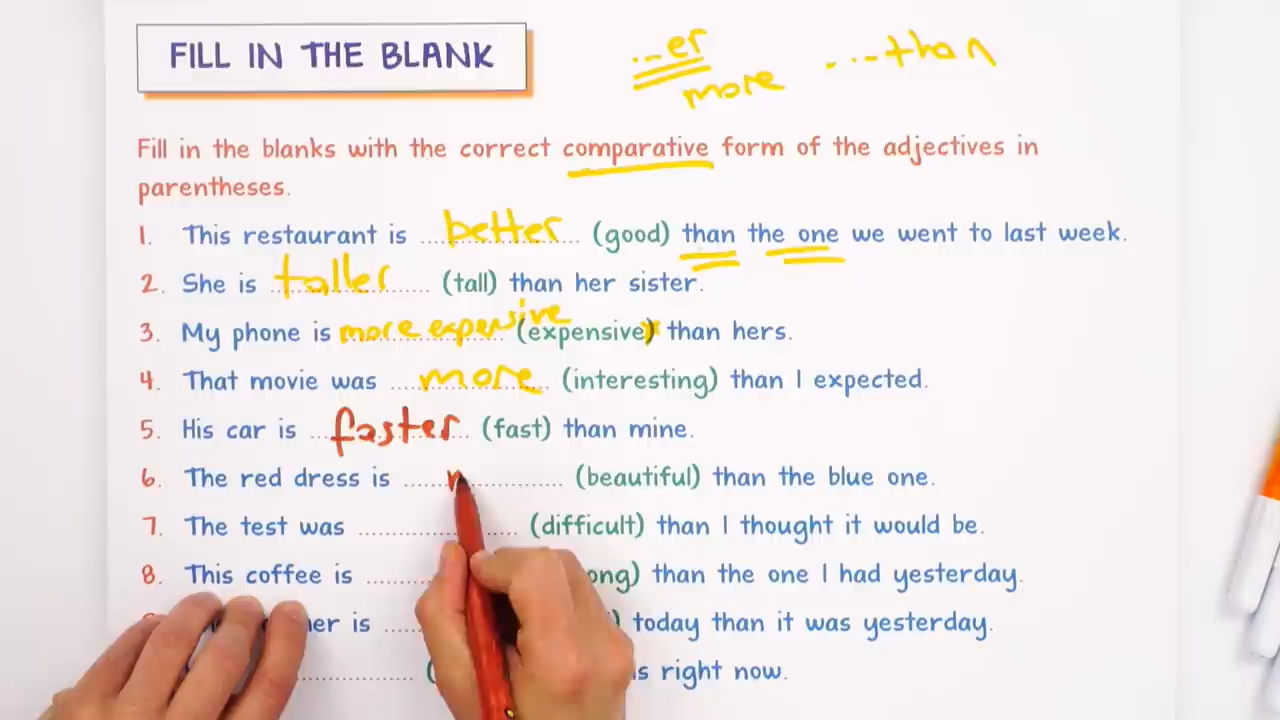 FILL IN THE BLANK
...er ...than
more
Fill in the blanks with the correct comparative form of the adjectives in
parentheses.
1. This restaurant is better (good) than the one we went to last week.
2. She is taller (tall) than her sister.
3. My phone is more expensive (expensive) than hers.
4. That movie was more (interesting) than I expected.
5. His car is faster (fast) than mine.
6. The red dress is (beautiful) than the blue one.
7. The test was (difficult) than I thought it would be.
8. This coffee is than the one I had yesterday.
is today than it was yesterday.
right now.